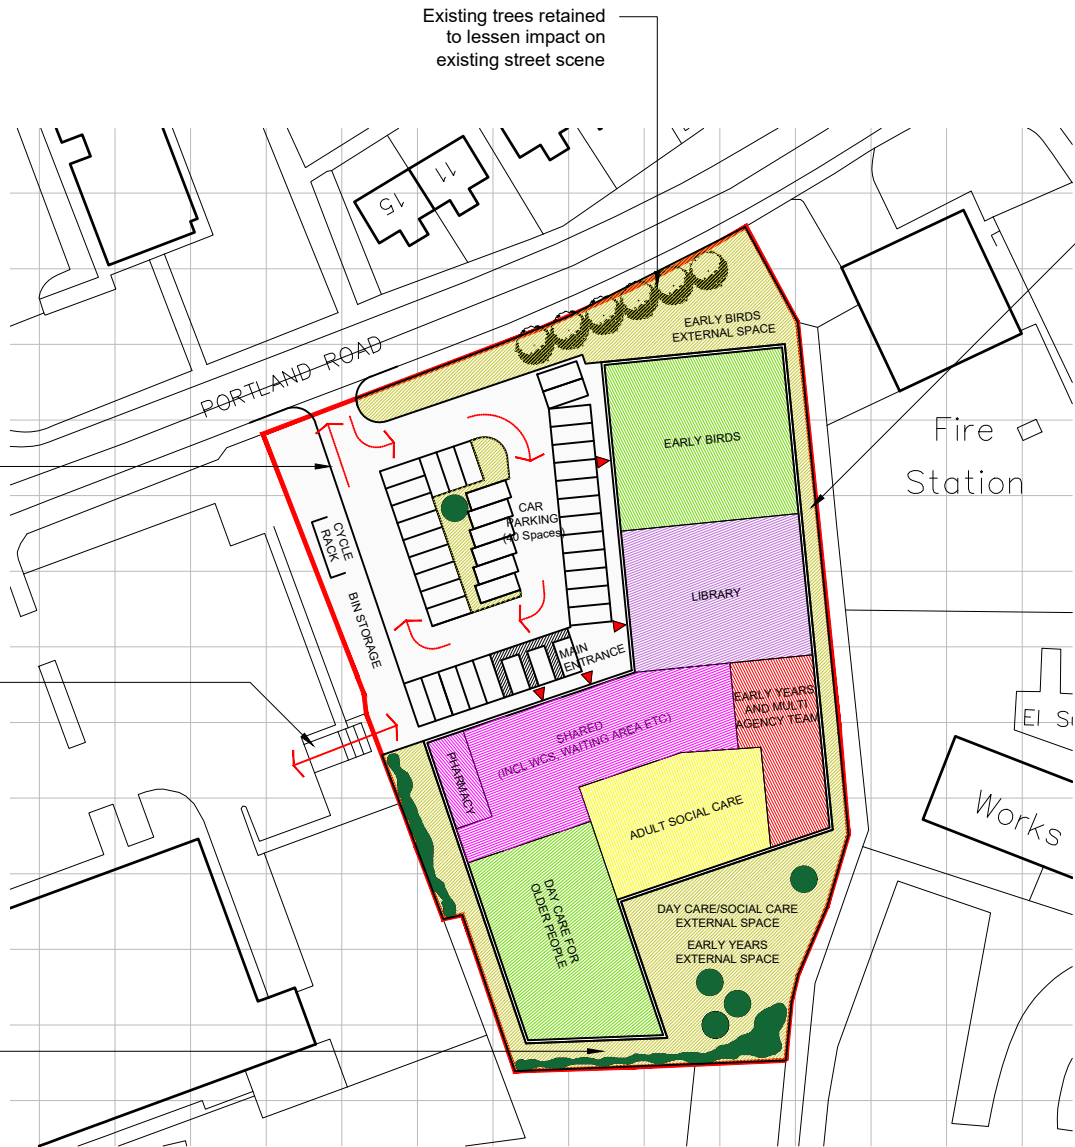 Existing trees retained
to lessen impact on
existing street scene
15
11
PORTLAND ROAD
EARLY BIRDS
EXTERNAL SPACE
EARLY BIRDS
Fire
Station
CAR
PARKING
(40 Spaces)
CYCLE
RACK
BIN STORAGE
LIBRARY
MAIN
ENTRANCE
EARLY YEARS
AND MULTI
AGENCY TEAM
SHARED
(INCL WCS, WAITING AREA ETC)
PHARMACY
El S
Works
ADULT SOCIAL CARE
DAY CARE FOR
OLDER PEOPLE
DAY CARE/SOCIAL CARE
EXTERNAL SPACE
EARLY YEARS
EXTERNAL SPACE